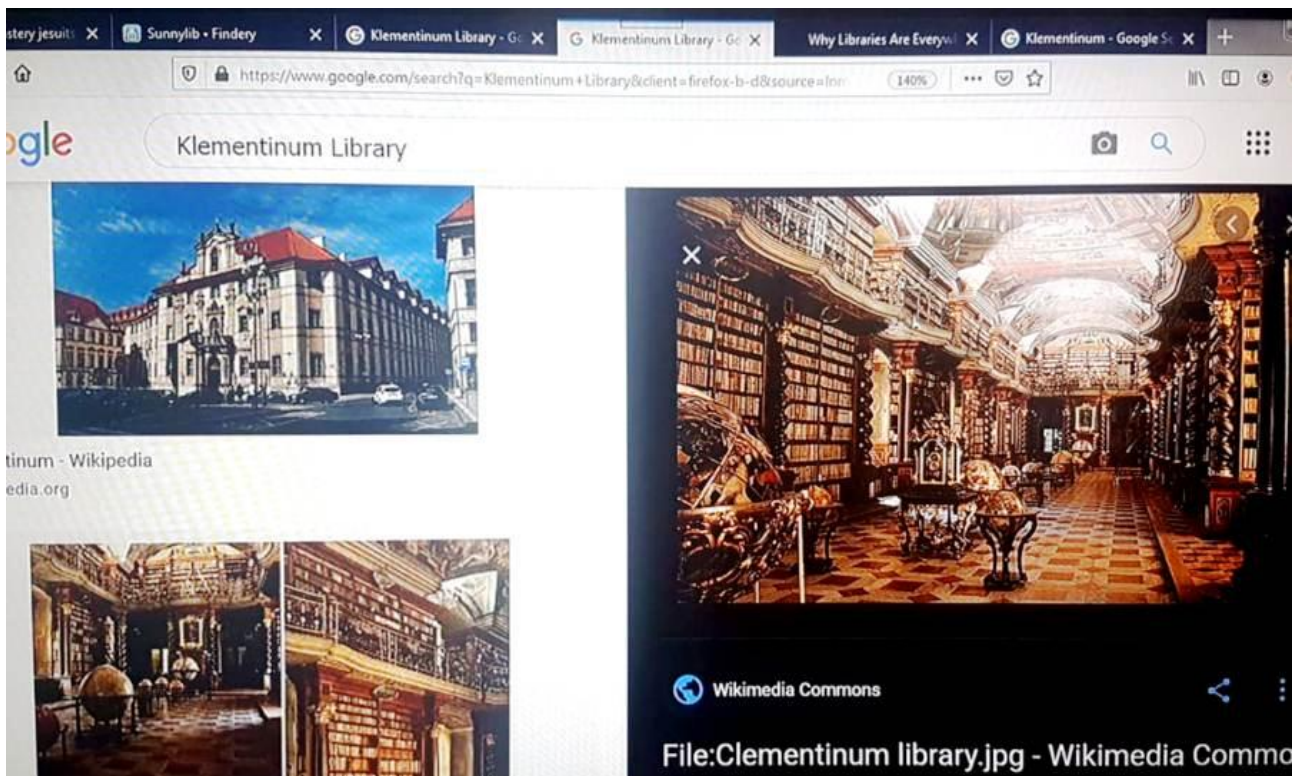 stery jesuits
Sunnylib • Findery
Klementinum Library - Go
Klementinum Library - Go
Why Libraries Are Everyw
Klementinum - Google Sc
https://www.google.com/search?q=Klementinum+Library&client=firefox-b-d&source=lnm
140%
ogle
Klementinum Library
tinum - Wikipedia
edia.org
Wikimedia Commons
File:Clementinum library.jpg - Wikimedia Commo